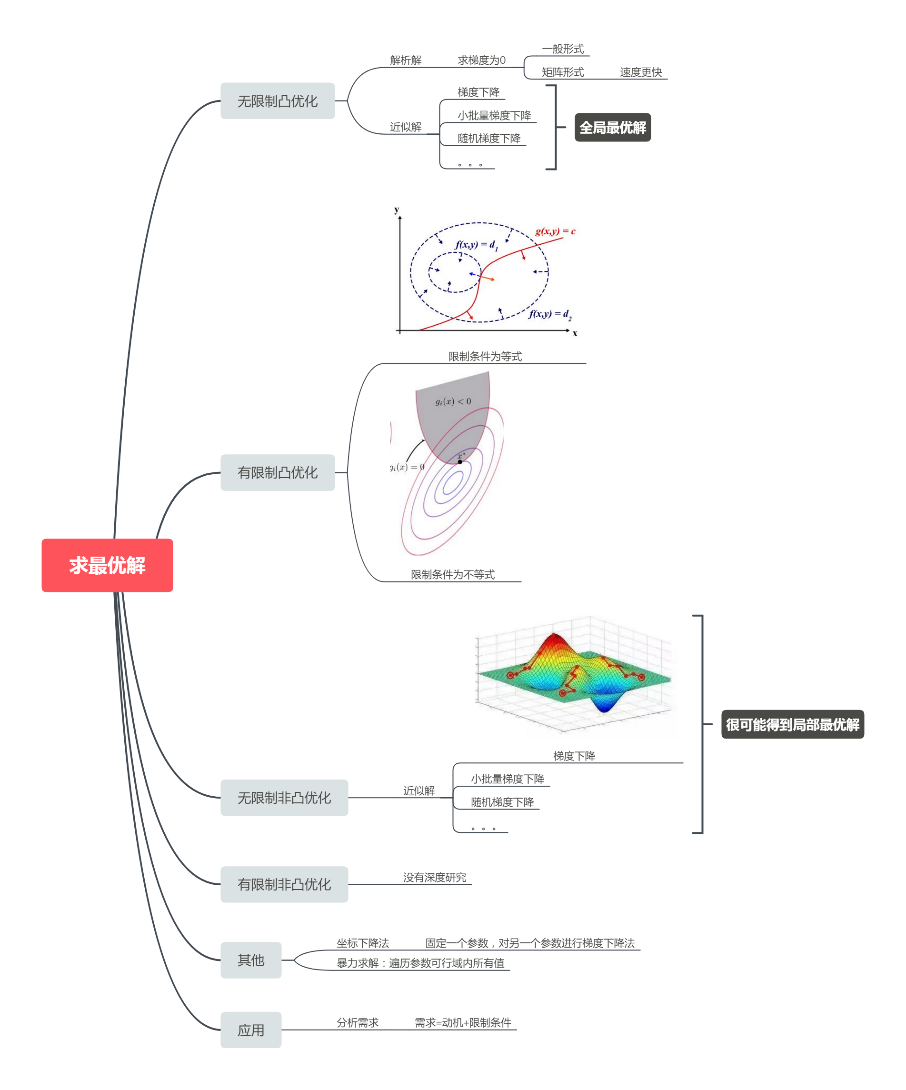 求最优解
无限制凸优化
解析解
求梯度为0
一般形式
矩阵形式
速度更快
近似解
梯度下降
小批量梯度下降
随机梯度下降
。。。
全局最优解
有限制凸优化
y
g(x,y) = c
f(x,y) = d₁
f(x,y) = d₂
x
限制条件为等式
gᵢ(x) < 0
x*
gᵢ(x) = 0
限制条件为不等式
无限制非凸优化
近似解
梯度下降
小批量梯度下降
随机梯度下降
。。。
很可能得到局部最优解
有限制非凸优化
没有深度研究
其他
坐标下降法
固定一个参数，对另一个参数进行梯度下降法
暴力求解：遍历参数可行域内所有值
应用
分析需求
需求=动机+限制条件